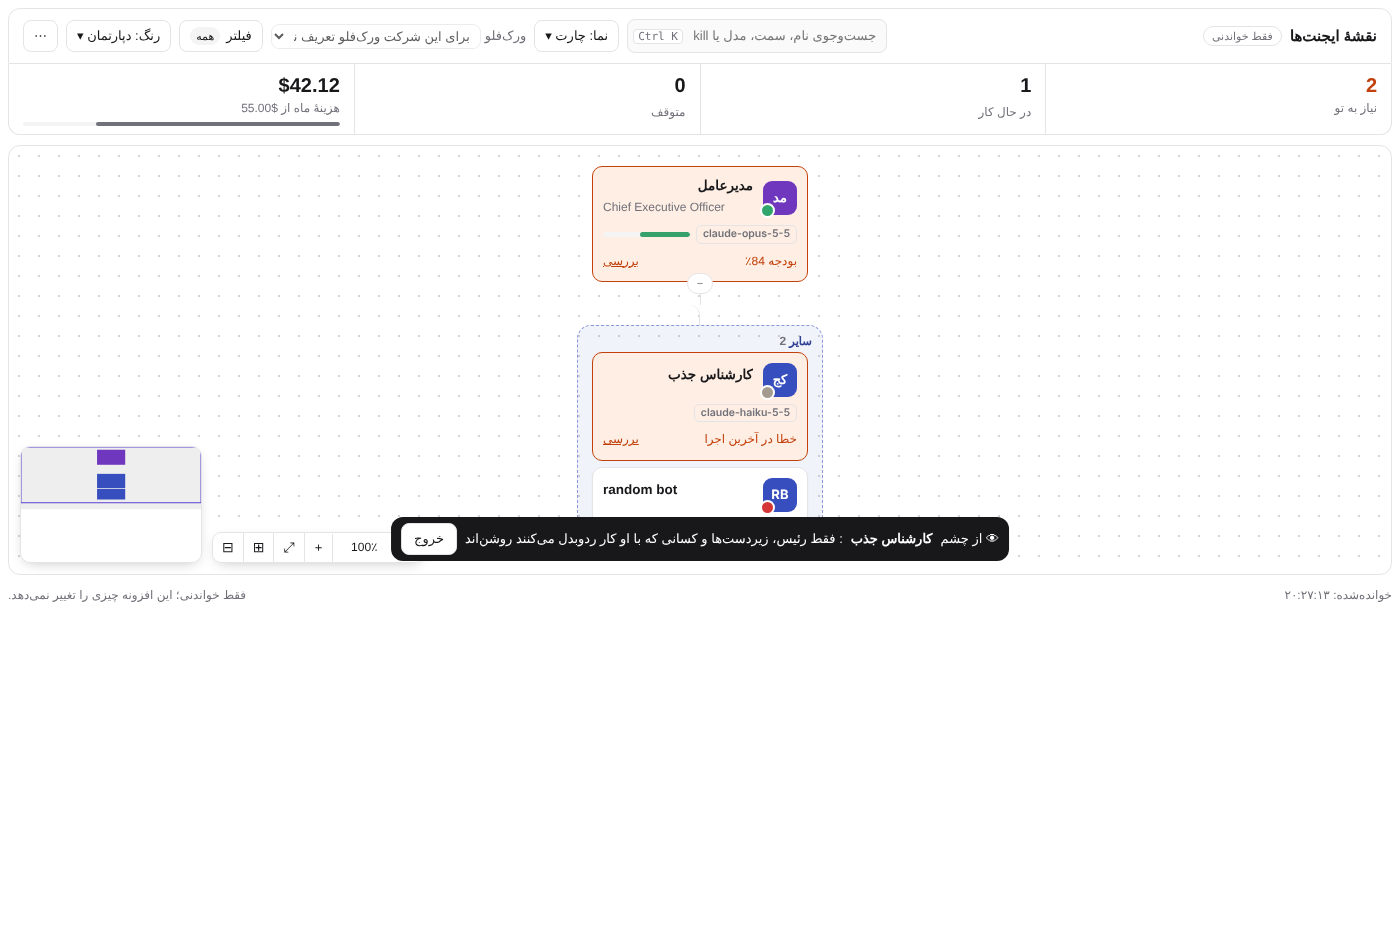 نقشهٔ ایجنت‌ها
فقط خواندنی
جست‌وجوی نام، سمت، مدل یا kill
Ctrl K
نما: چارت ▾
ورک‌فلو
برای این شرکت ورک‌فلو تعریف ن
فیلتر همه
رنگ: دپارتمان ▾
⋯
2
نیاز به تو
1
در حال کار
0
متوقف
$42.12
هزینهٔ ماه از $55.00
مد
مدیرعامل
Chief Executive Officer
claude-opus-5-5
بودجه 84٪
بررسی
−
سایر 2
کج
کارشناس جذب
claude-haiku-5-5
خطا در آخرین اجرا
بررسی
RB
random bot
👁 از چشم کارشناس جذب : فقط رئیس، زیردست‌ها و کسانی که با او کار ردوبدل می‌کنند روشن‌اند
خروج
100٪
+
خوانده‌شده: ۲۰:۲۷:۱۳
فقط خواندنی؛ این افزونه چیزی را تغییر نمی‌دهد.